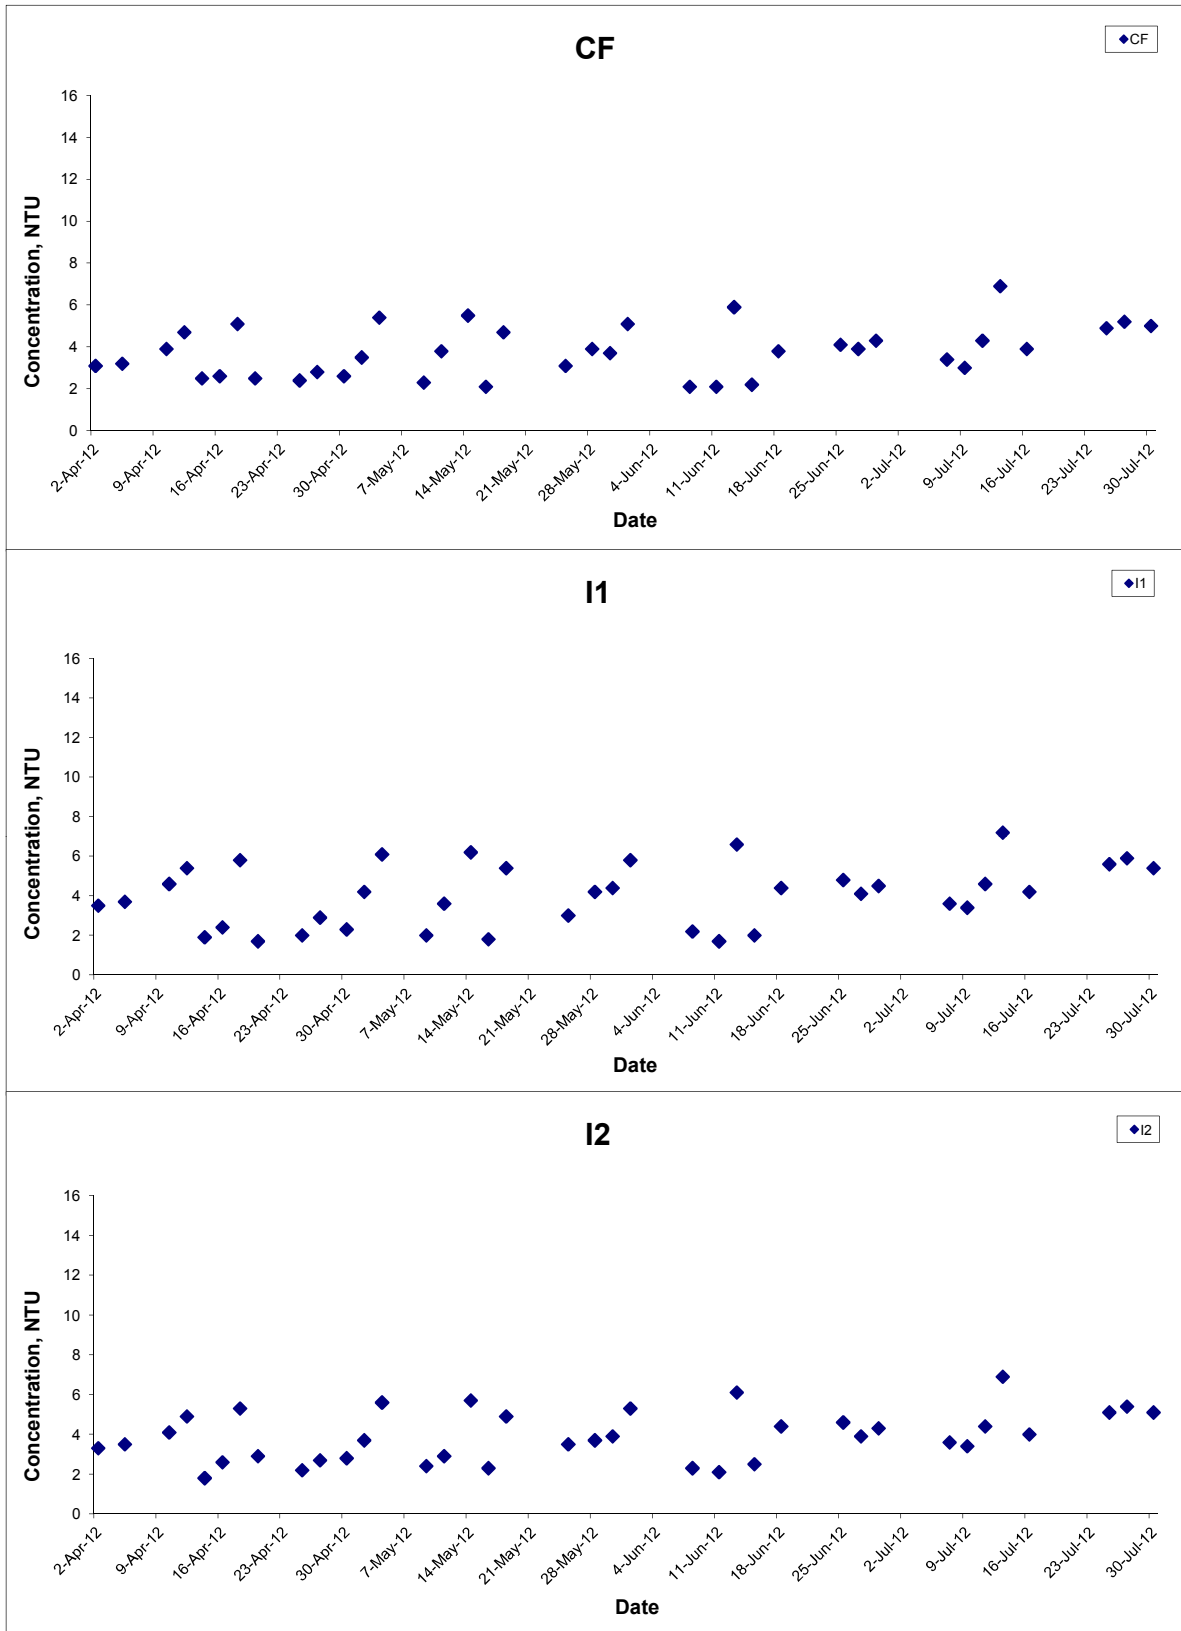 CF
CF
16
14
12
10
8
6
4
2
0
Concentration, NTU
2-Apr-12
9-Apr-12
16-Apr-12
23-Apr-12
30-Apr-12
7-May-12
14-May-12
21-May-12
28-May-12
4-Jun-12
11-Jun-12
18-Jun-12
25-Jun-12
2-Jul-12
9-Jul-12
16-Jul-12
23-Jul-12
30-Jul-12
Date
I1
I1
16
14
12
10
8
6
4
2
0
Concentration, NTU
2-Apr-12
9-Apr-12
16-Apr-12
23-Apr-12
30-Apr-12
7-May-12
14-May-12
21-May-12
28-May-12
4-Jun-12
11-Jun-12
18-Jun-12
25-Jun-12
2-Jul-12
9-Jul-12
16-Jul-12
23-Jul-12
30-Jul-12
Date
I2
I2
16
14
12
10
8
6
4
2
0
Concentration, NTU
2-Apr-12
9-Apr-12
16-Apr-12
23-Apr-12
30-Apr-12
7-May-12
14-May-12
21-May-12
28-May-12
4-Jun-12
11-Jun-12
18-Jun-12
25-Jun-12
2-Jul-12
9-Jul-12
16-Jul-12
23-Jul-12
30-Jul-12
Date